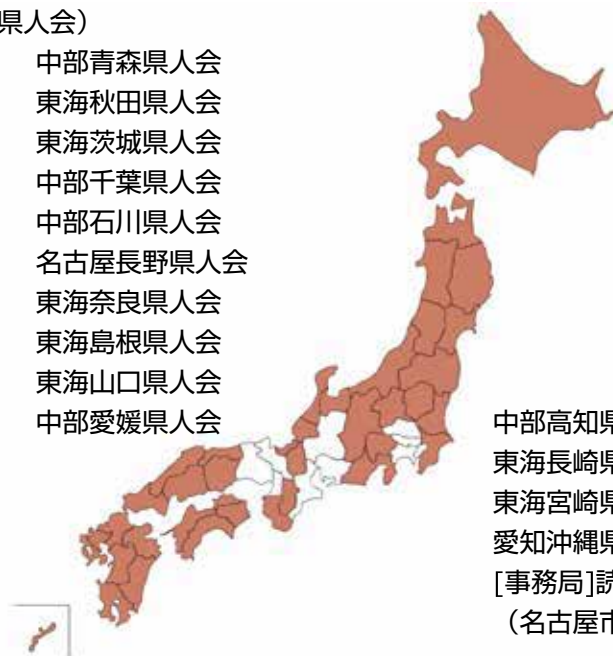 県人会）
中部青森県人会
東海秋田県人会
東海茨城県人会
中部千葉県人会
中部石川県人会
名古屋長野県人会
東海奈良県人会
東海島根県人会
東海山口県人会
中部愛媛県人会
中部高知県
東海長崎県
東海宮崎県
愛知沖縄県
[事務局]読
（名古屋市